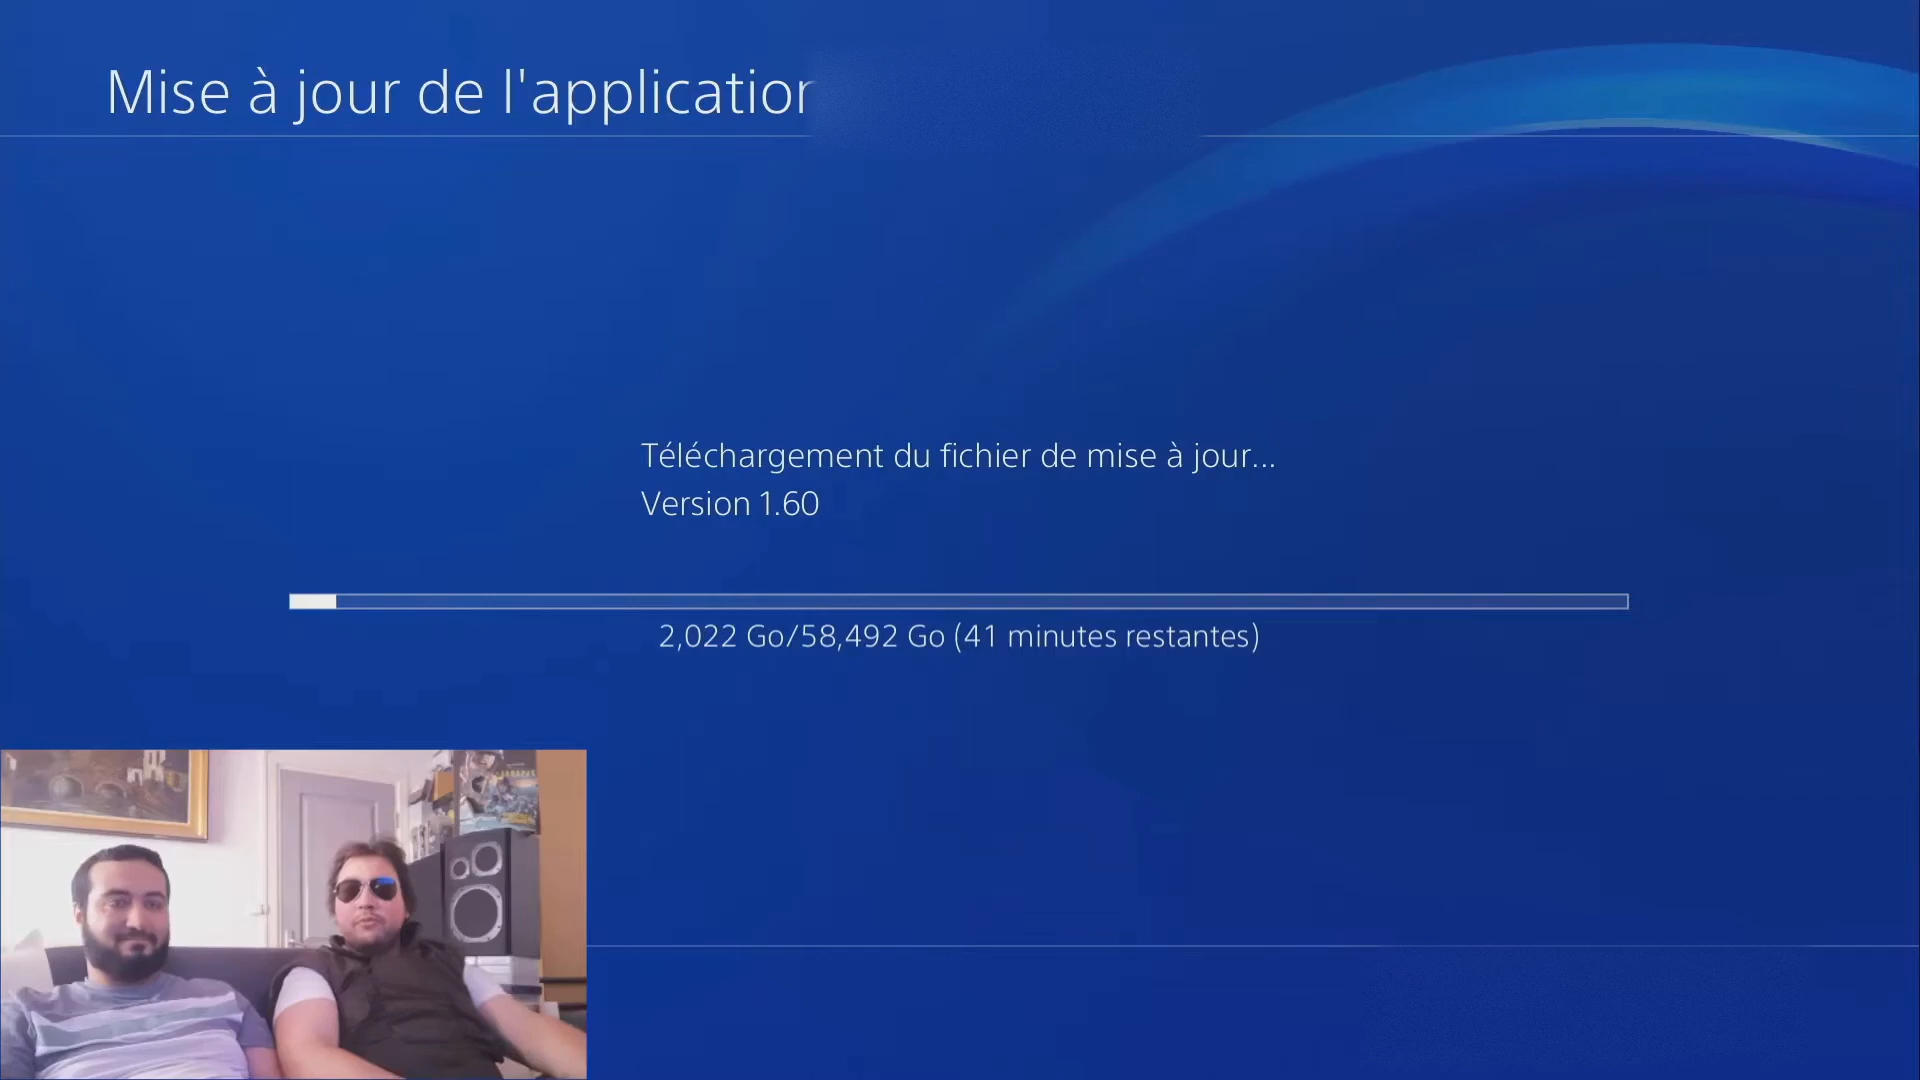 Mise à jour de l'application
Téléchargement du fichier de mise à jour...
Version 1.60
2,022 Go/58,492 Go (41 minutes restantes)